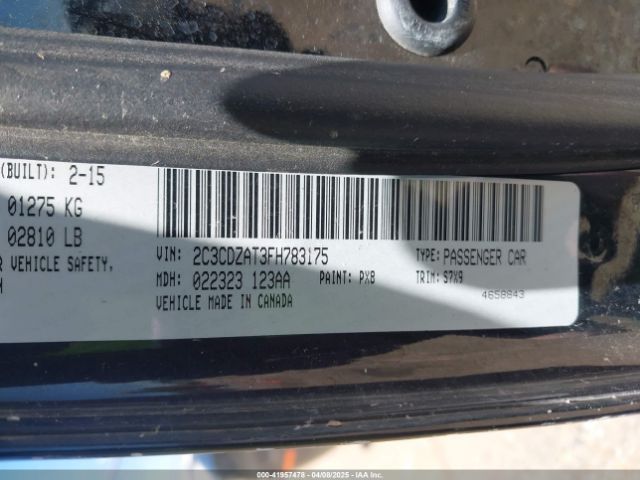 (BUILT): 2-15
01275 KG
02810 LB
VEHICLE SAFETY,
VIN: 2C3CDZAT3FH783175
TYPE: PASSENGER CAR
MDH: 022323 123AA
PAINT: PX8
TRIM: S7X9
VEHICLE MADE IN CANADA
4658843
000-41957478 04/08/2025 IAA Inc.